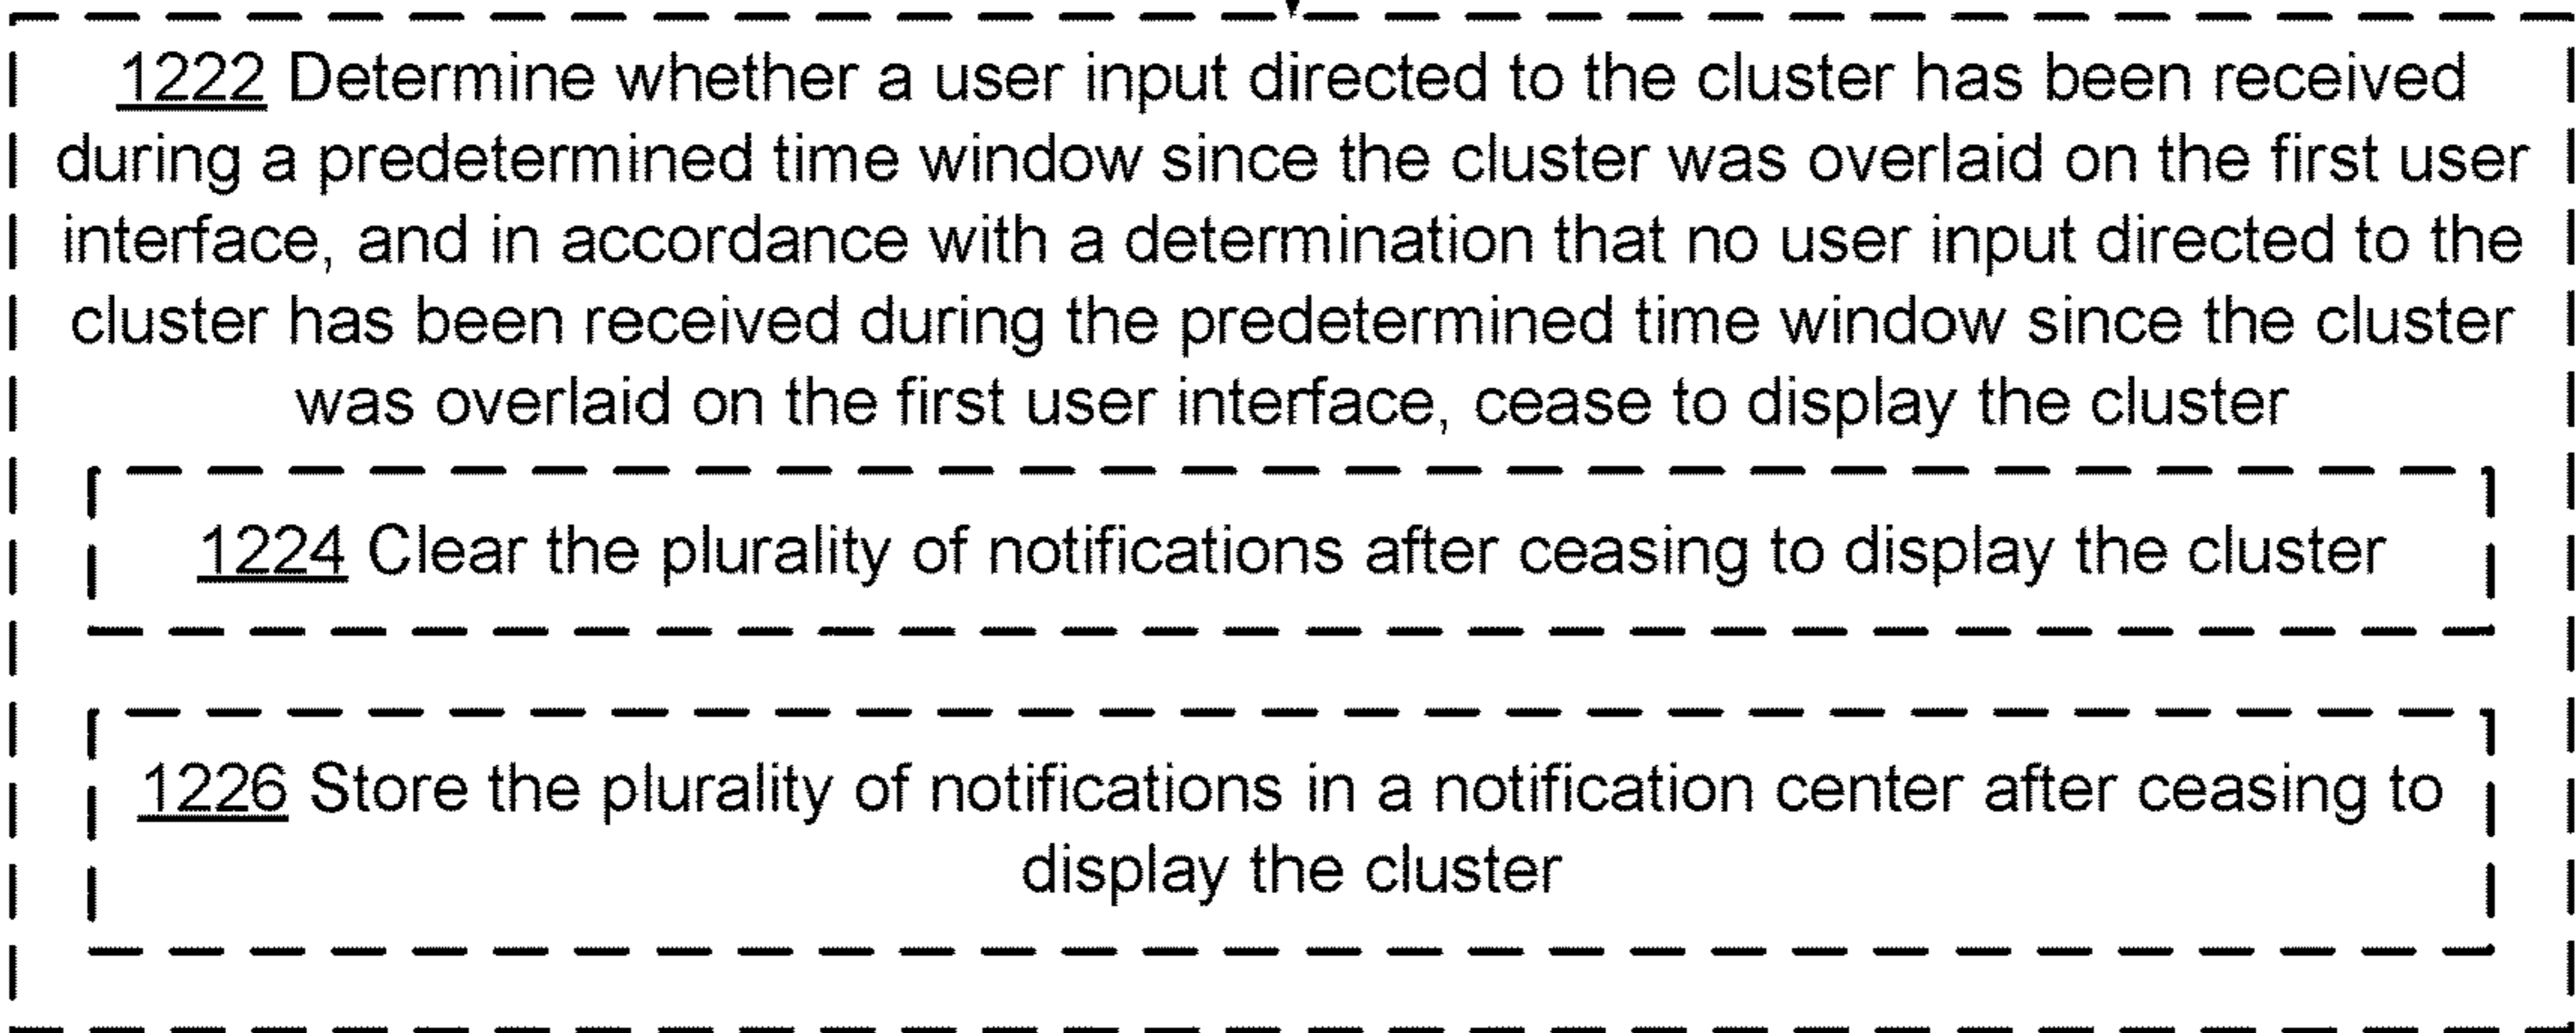 1222 Determine whether a user input directed to the cluster has been received
during a predetermined time window since the cluster was overlaid on the first user
interface, and in accordance with a determination that no user input directed to the
cluster has been received during the predetermined time window since the cluster
was overlaid on the first user interface, cease to display the cluster
1224 Clear the plurality of notifications after ceasing to display the cluster
1226 Store the plurality of notifications in a notification center after ceasing to
display the cluster